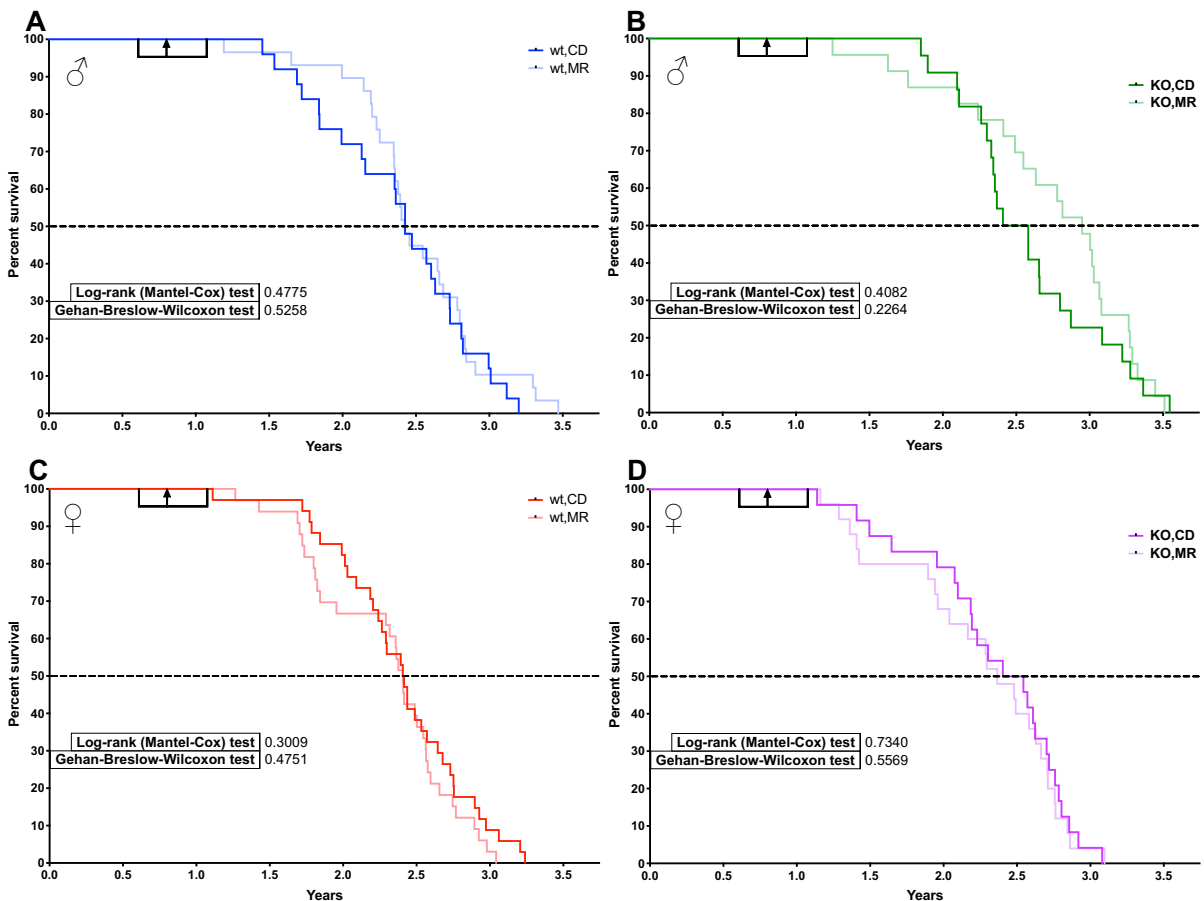 A
♂
wt,CD
wt,MR
Percent survival
100
90
80
70
60
50
40
30
20
10
0
Log-rank (Mantel-Cox) test 0.4775
Gehan-Breslow-Wilcoxon test 0.5258
0.0 0.5 1.0 1.5 2.0 2.5 3.0 3.5
Years
B
♂
KO,CD
KO,MR
Percent survival
100
90
80
70
60
50
40
30
20
10
0
Log-rank (Mantel-Cox) test 0.4082
Gehan-Breslow-Wilcoxon test 0.2264
0.0 0.5 1.0 1.5 2.0 2.5 3.0 3.5
Years
C
♀
wt,CD
wt,MR
Percent survival
100
90
80
70
60
50
40
30
20
10
0
Log-rank (Mantel-Cox) test 0.3009
Gehan-Breslow-Wilcoxon test 0.4751
0.0 0.5 1.0 1.5 2.0 2.5 3.0 3.5
Years
D
♀
KO,CD
KO,MR
Percent survival
100
90
80
70
60
50
40
30
20
10
0
Log-rank (Mantel-Cox) test 0.7340
Gehan-Breslow-Wilcoxon test 0.5569
0.0 0.5 1.0 1.5 2.0 2.5 3.0 3.5
Years